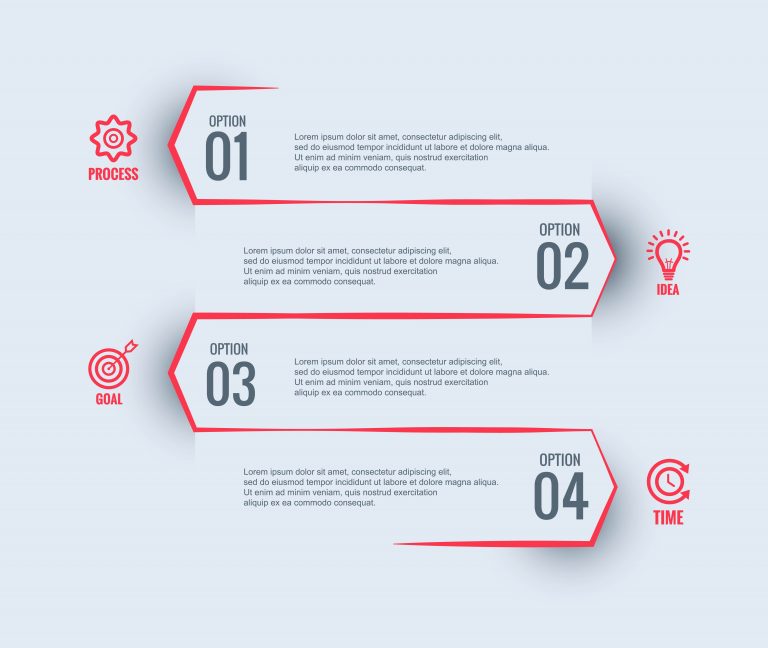 PROCESS
OPTION
01
Lorem ipsum dolor sit amet, consectetur adipiscing elit,
sed do eiusmod tempor incididunt ut labore et dolore magna aliqua.
Ut enim ad minim veniam, quis nostrud exercitation
aliquip ex ea commodo consequat.
Lorem ipsum dolor sit amet, consectetur adipiscing elit,
sed do eiusmod tempor incididunt ut labore et dolore magna aliqua.
Ut enim ad minim veniam, quis nostrud exercitation
aliquip ex ea commodo consequat.
OPTION
02
IDEA
GOAL
OPTION
03
Lorem ipsum dolor sit amet, consectetur adipiscing elit,
sed do eiusmod tempor incididunt ut labore et dolore magna aliqua.
Ut enim ad minim veniam, quis nostrud exercitation
aliquip ex ea commodo consequat.
Lorem ipsum dolor sit amet, consectetur adipiscing elit,
sed do eiusmod tempor incididunt ut labore et dolore magna aliqua.
Ut enim ad minim veniam, quis nostrud exercitation
aliquip ex ea commodo consequat.
OPTION
04
TIME